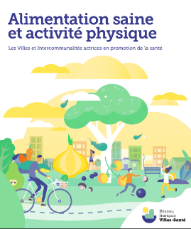 Alimentation saine
et activité physique
Les Villes et Intercommunalités actrices en promotion de la santé
Réseau
français
Villes-Santé